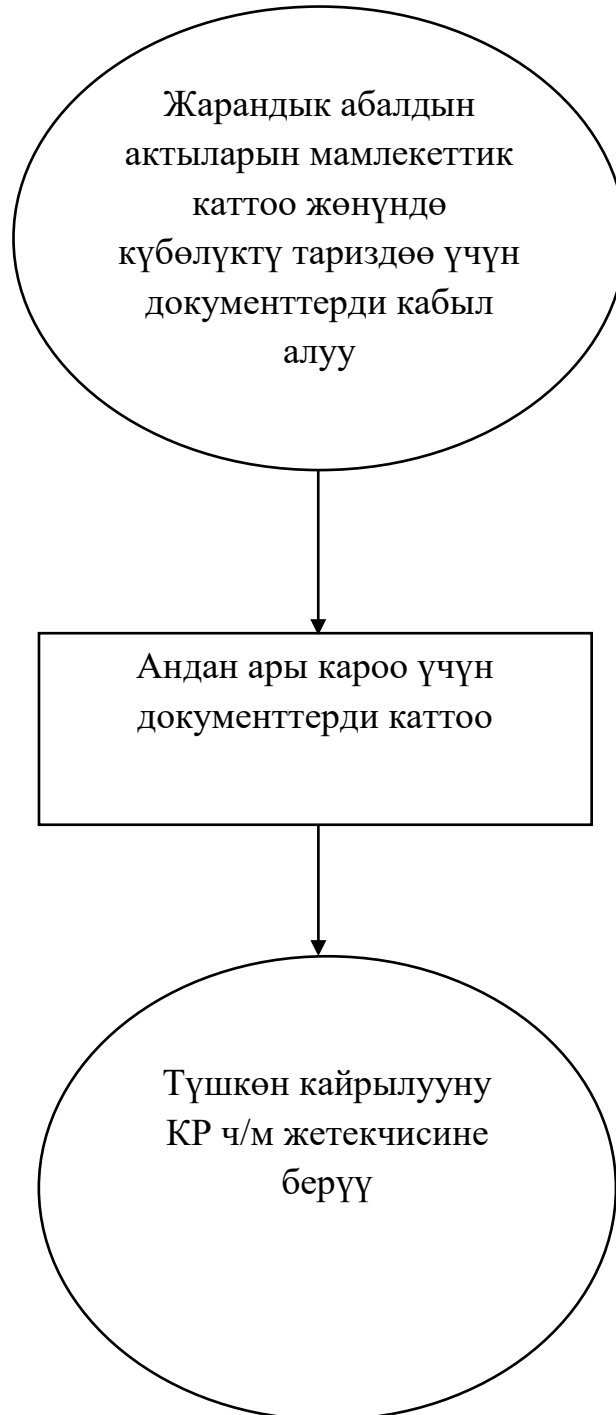 Жарандык абалдын
актыларын мамлекеттик
каттоо жөнүндө
күбөлүктү тариздөө үчүн
документтерди кабыл
алуу
Андан ары кароо үчүн
документтерди каттоо
Түшкөн кайрылууну
КР ч/м жетекчисине
берүү